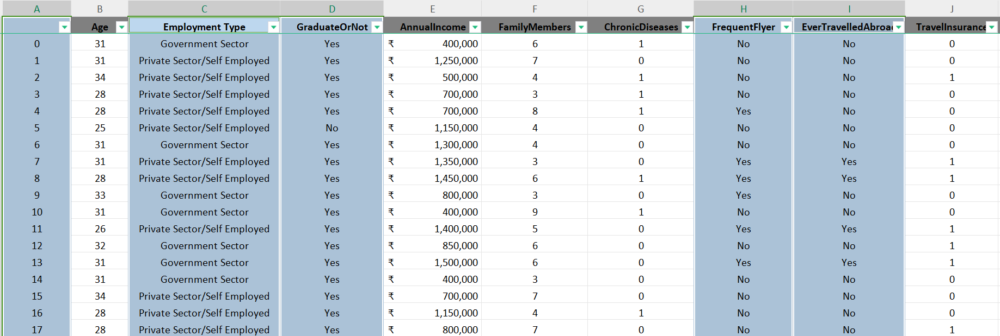 A B C D E F G H I J
Age Employment Type GraduateOrNot AnnualIncome FamilyMembers ChronicDiseases FrequentFlyer EverTravelledAbroa TravelInsurance
0 31 Government Sector Yes ₹ 400,000 6 1 No No 0
1 31 Private Sector/Self Employed Yes ₹ 1,250,000 7 0 No No 0
2 34 Private Sector/Self Employed Yes ₹ 500,000 4 1 No No 1
3 28 Private Sector/Self Employed Yes ₹ 700,000 3 1 No No 0
4 28 Private Sector/Self Employed Yes ₹ 700,000 8 1 Yes No 0
5 25 Private Sector/Self Employed No ₹ 1,150,000 4 0 No No 0
6 31 Government Sector Yes ₹ 1,300,000 4 0 No No 0
7 31 Private Sector/Self Employed Yes ₹ 1,350,000 3 0 Yes Yes 1
8 28 Private Sector/Self Employed Yes ₹ 1,450,000 6 1 Yes Yes 1
9 33 Government Sector Yes ₹ 800,000 3 0 Yes No 0
10 31 Government Sector Yes ₹ 400,000 9 1 No No 0
11 26 Private Sector/Self Employed Yes ₹ 1,400,000 5 0 Yes Yes 1
12 32 Government Sector Yes ₹ 850,000 6 0 No No 1
13 31 Government Sector Yes ₹ 1,500,000 6 0 Yes Yes 1
14 31 Government Sector Yes ₹ 400,000 3 0 No No 0
15 34 Private Sector/Self Employed Yes ₹ 700,000 7 0 No No 0
16 28 Private Sector/Self Employed Yes ₹ 1,150,000 4 1 No No 0
17 28 Private Sector/Self Employed Yes ₹ 800,000 7 0 No No 1